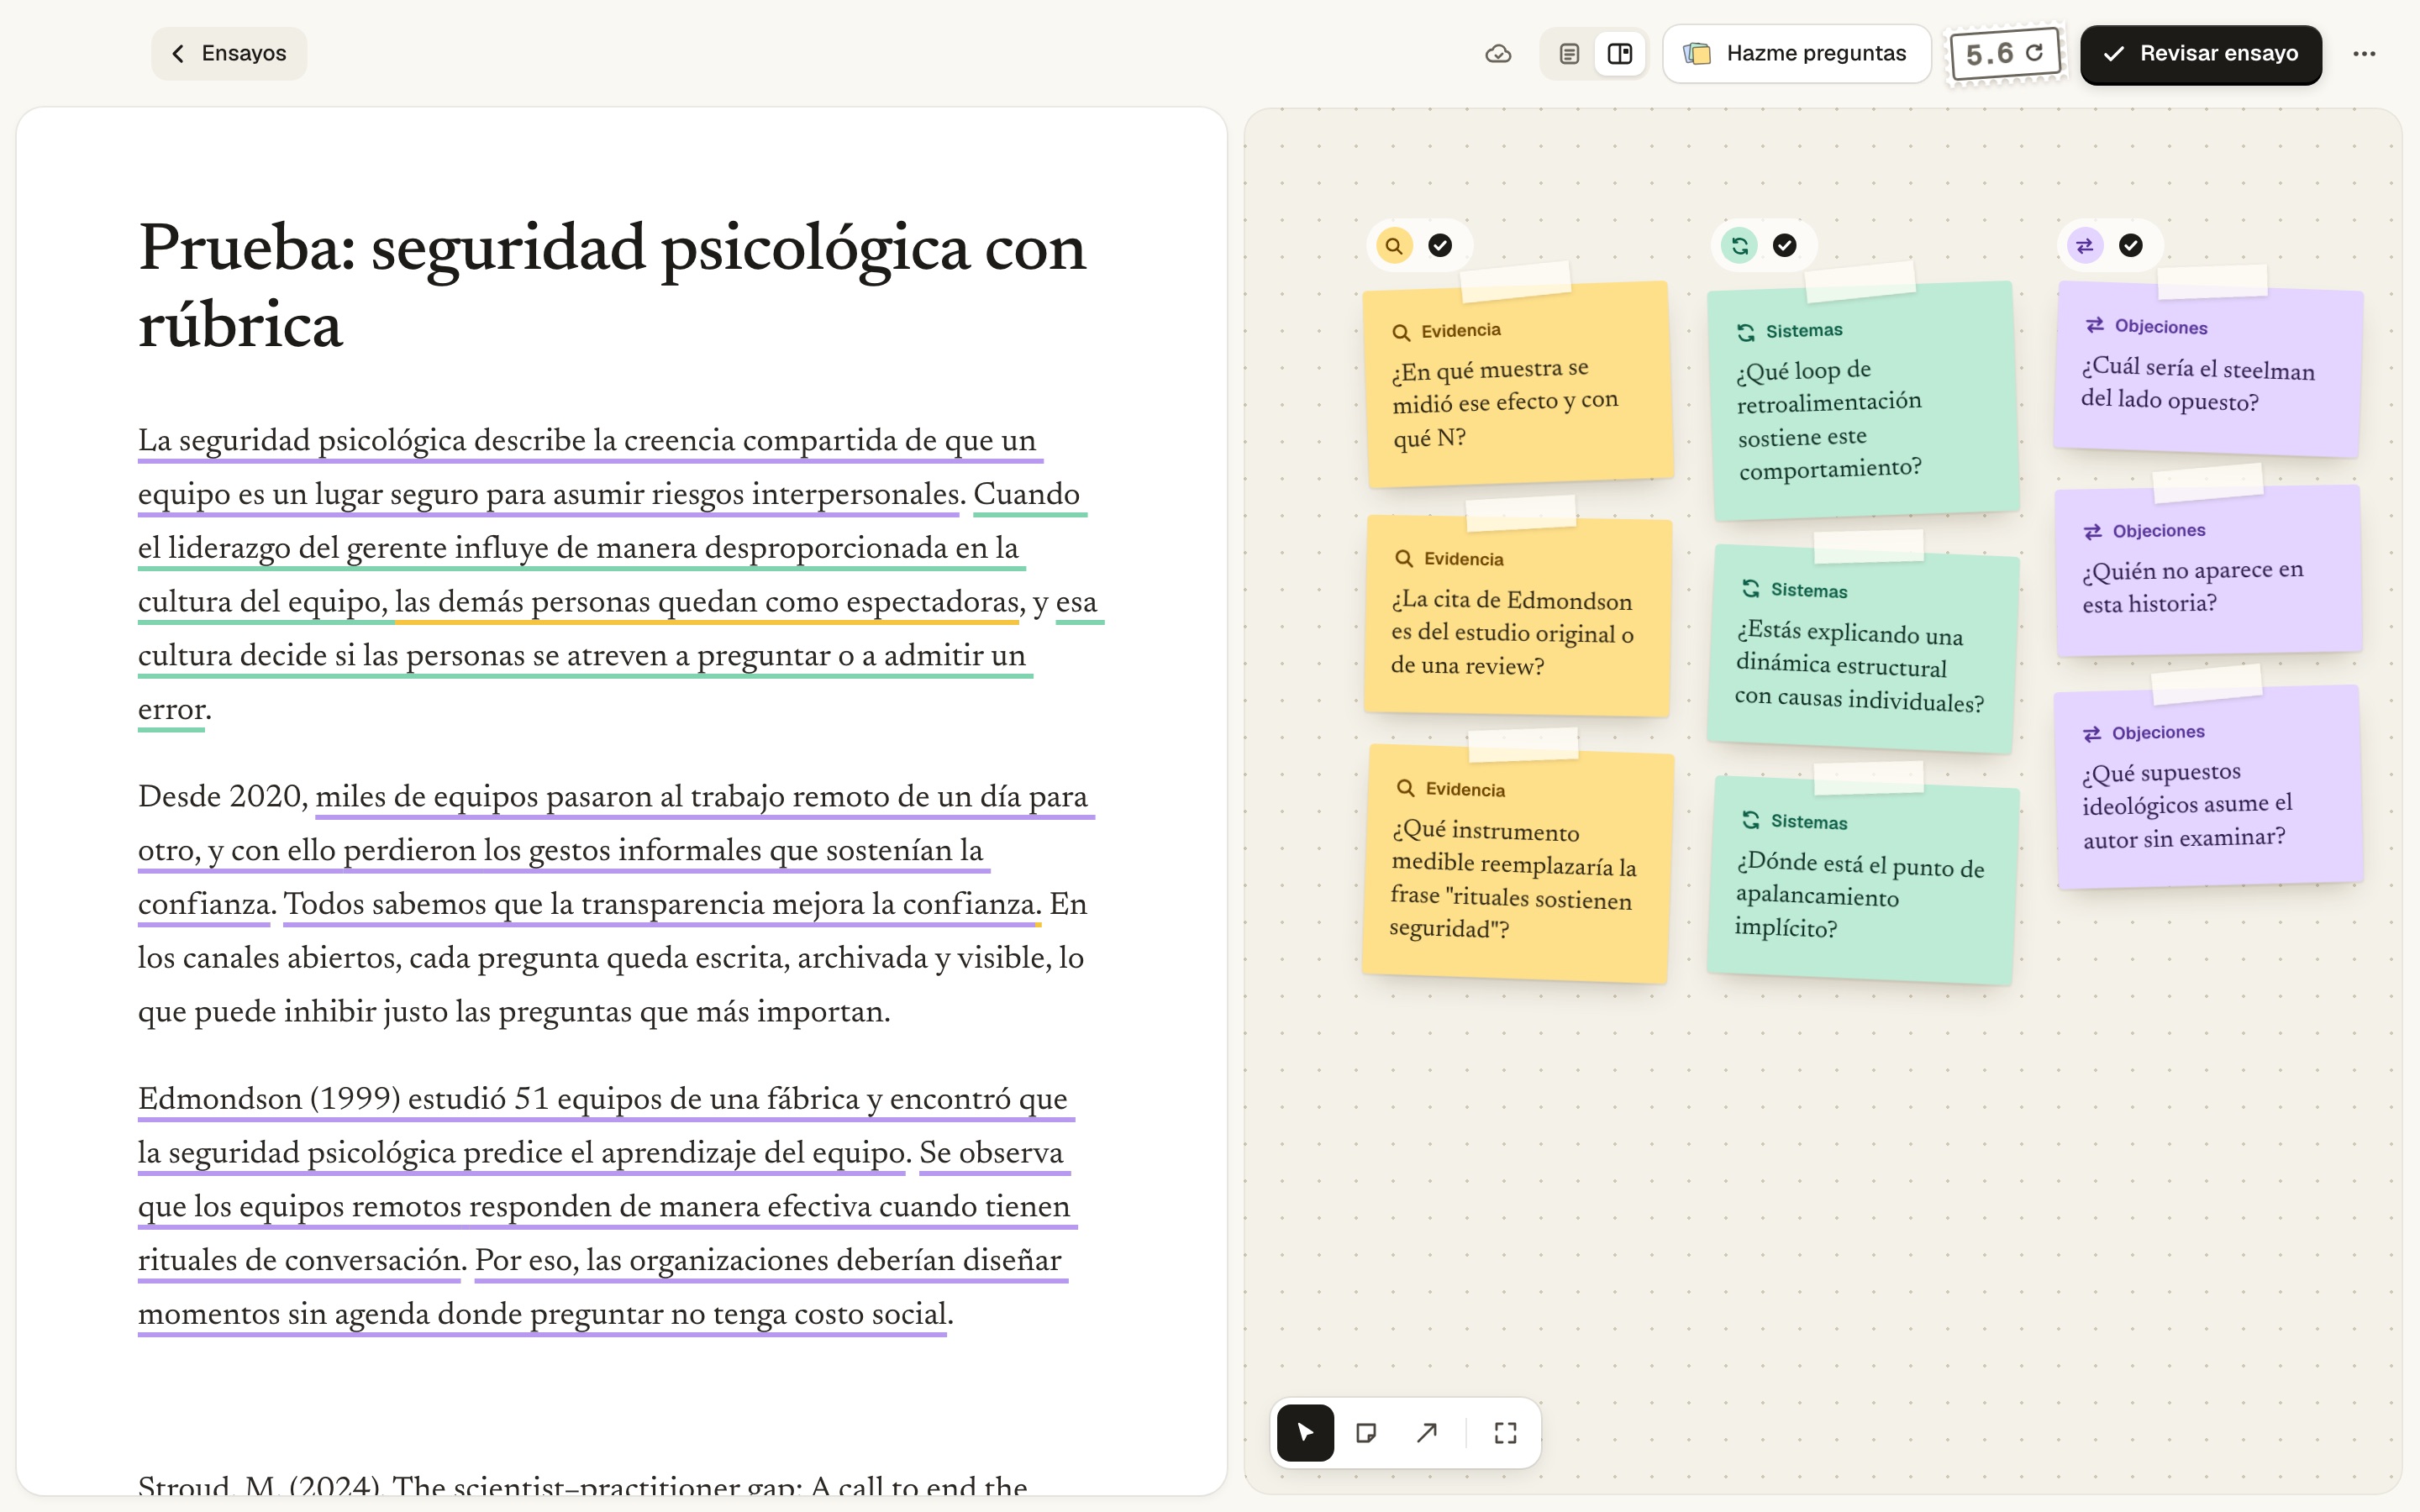 Ensayos
Hazme preguntas
5.6
Revisar ensayo
Prueba: seguridad psicológica con
rúbrica
La seguridad psicológica describe la creencia compartida de que un
equipo es un lugar seguro para asumir riesgos interpersonales. Cuando
el liderazgo del gerente influye de manera desproporcionada en la
cultura del equipo, las demás personas quedan como espectadoras, y esa
cultura decide si las personas se atreven a preguntar o a admitir un
error.
Desde 2020, miles de equipos pasaron al trabajo remoto de un día para
otro, y con ello perdieron los gestos informales que sostenían la
confianza. Todos sabemos que la transparencia mejora la confianza. En
los canales abiertos, cada pregunta queda escrita, archivada y visible, lo
que puede inhibir justo las preguntas que más importan.
Edmondson (1999) estudió 51 equipos de una fábrica y encontró que
la seguridad psicológica predice el aprendizaje del equipo. Se observa
que los equipos remotos responden de manera efectiva cuando tienen
rituales de conversación. Por eso, las organizaciones deberían diseñar
momentos sin agenda donde preguntar no tenga costo social.
Stroud, M. (2024). The scientist–practitioner gap: A call to end the
Evidencia
¿En qué muestra se
midió ese efecto y con
qué N?
Evidencia
¿La cita de Edmondson
es del estudio original o
de una review?
Evidencia
¿Qué instrumento
medible reemplazaría la
frase "rituales sostienen
seguridad"?
Sistemas
¿Qué loop de
retroalimentación
sostiene este
comportamiento?
Sistemas
¿Estás explicando una
dinámica estructural
con causas individuales?
Sistemas
¿Dónde está el punto de
apalancamiento
implícito?
Objeciones
¿Cuál sería el steelman
del lado opuesto?
Objeciones
¿Quién no aparece en
esta historia?
Objeciones
¿Qué supuestos
ideológicos asume el
autor sin examinar?